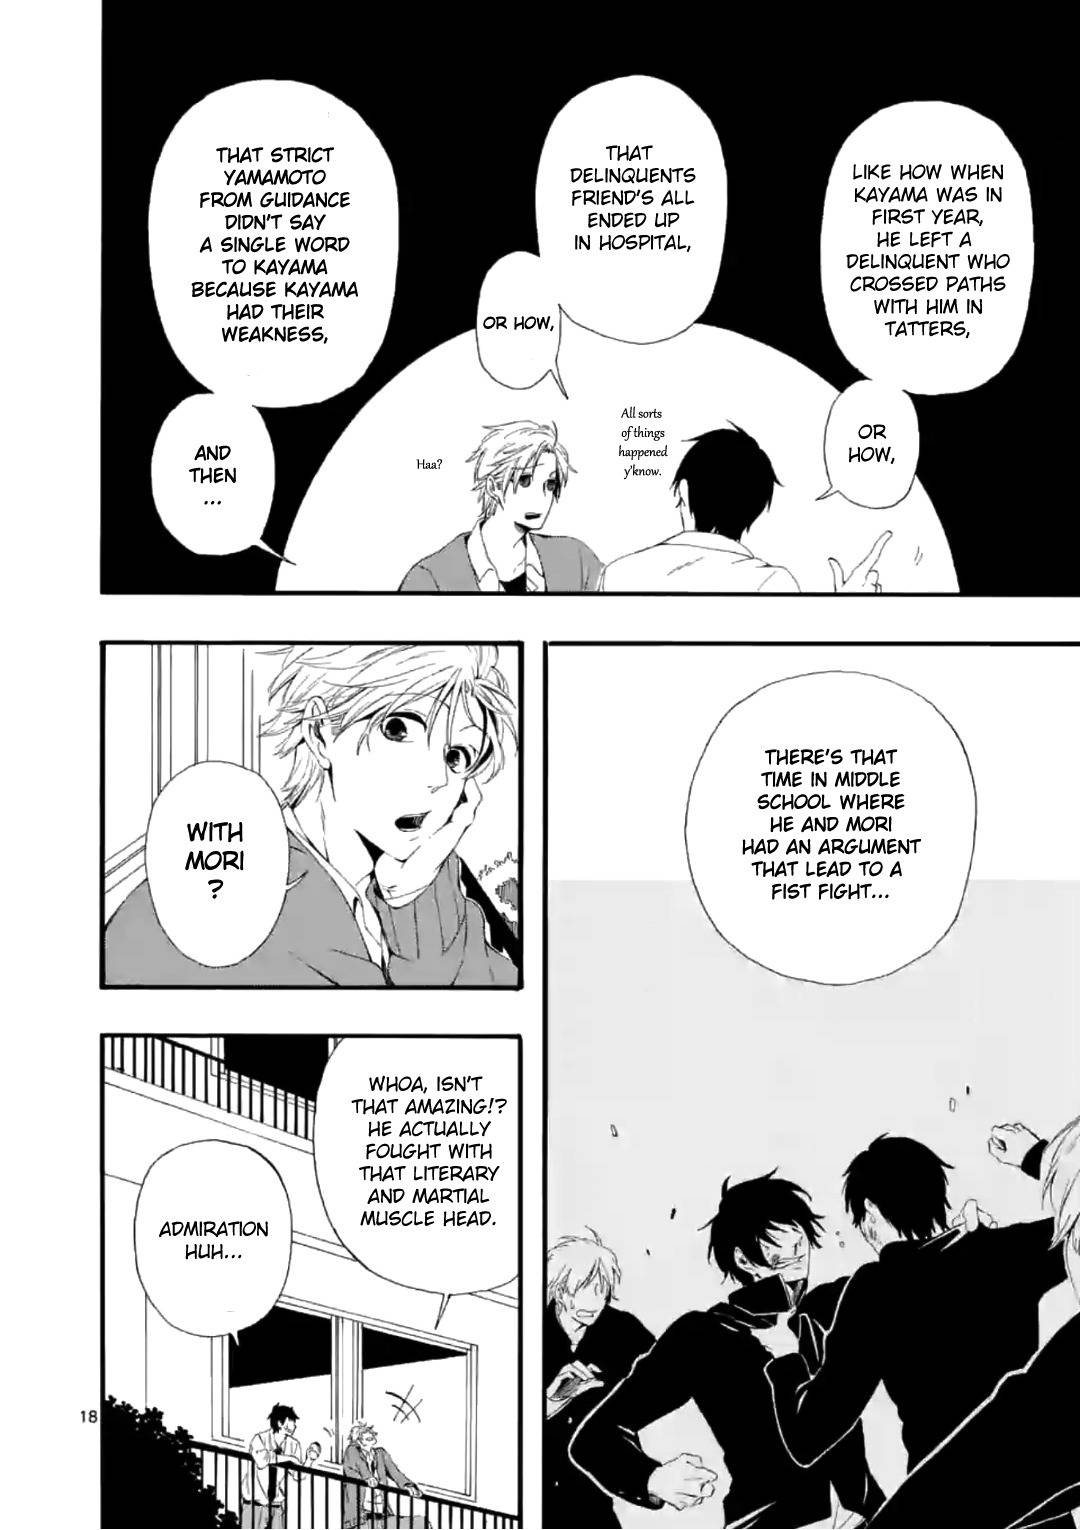 LIKE HOW WHEN
KAYAMA WAS IN
FIRST YEAR,
HE LEFT A
DELINQUENT WHO
CROSSED PATHS
WITH HIM IN
TATTERS,
OR
HOW,
THAT
DELINQUENTS
FRIEND'S ALL
ENDED UP
IN HOSPITAL,
OR HOW,
All sorts
of things
happened
y'know.
Haa?
THAT STRICT
YAMAMOTO
FROM GUIDANCE
DIDN'T SAY
A SINGLE WORD
TO KAYAMA
BECAUSE KAYAMA
HAD THEIR
WEAKNESS,
AND
THEN
...
THERE'S THAT
TIME IN MIDDLE
SCHOOL WHERE
HE AND MORI
HAD AN ARGUMENT
THAT LEAD TO A
FIST FIGHT...
WITH
MORI
?
WHOA, ISN'T
THAT AMAZING!?
HE ACTUALLY
FOUGHT WITH
THAT LITERARY
AND MARTIAL
MUSCLE HEAD.
ADMIRATION
HUH...
18